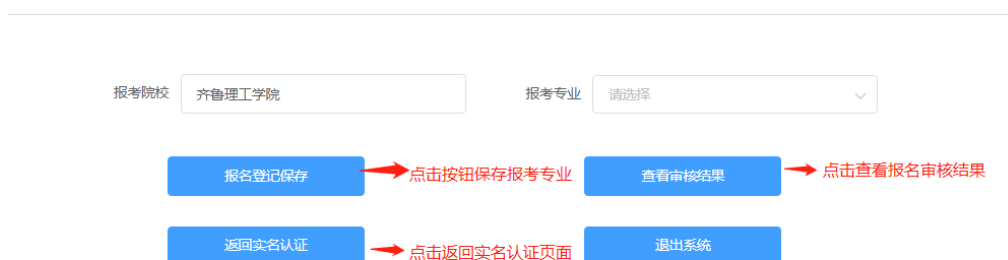 报考院校 齐鲁理工学院 报考专业 请选择
报名登记保存 点击按钮保存报考专业 查看审核结果 点击查看报名审核结果
返回实名认证 点击返回实名认证页面 退出系统